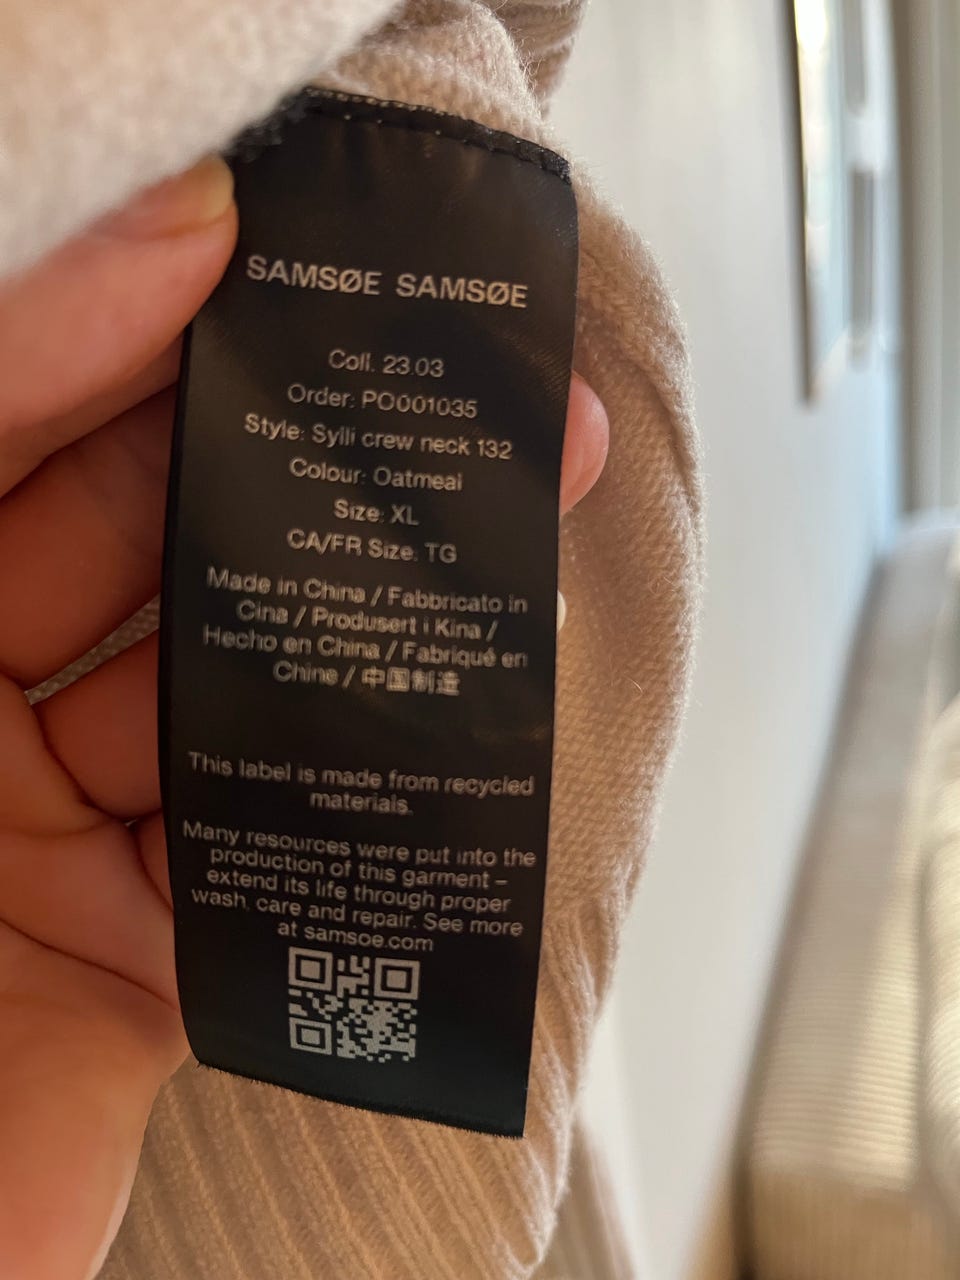 SAMSØE SAMSØE
Coll. 23.03
Order: PO001035
Style: Sylli crew neck 132
Colour: Oatmeal
Size: XL
CA/FR Size: TG
Made in China / Fabbricato in
Cina / Produsert i Kina /
Hecho en China / Fabriqué en
Chine / 中国制造
This label is made from recycled
materials.
Many resources were put into the
production of this garment –
extend its life through proper
wash, care and repair. See more
at samsoe.com